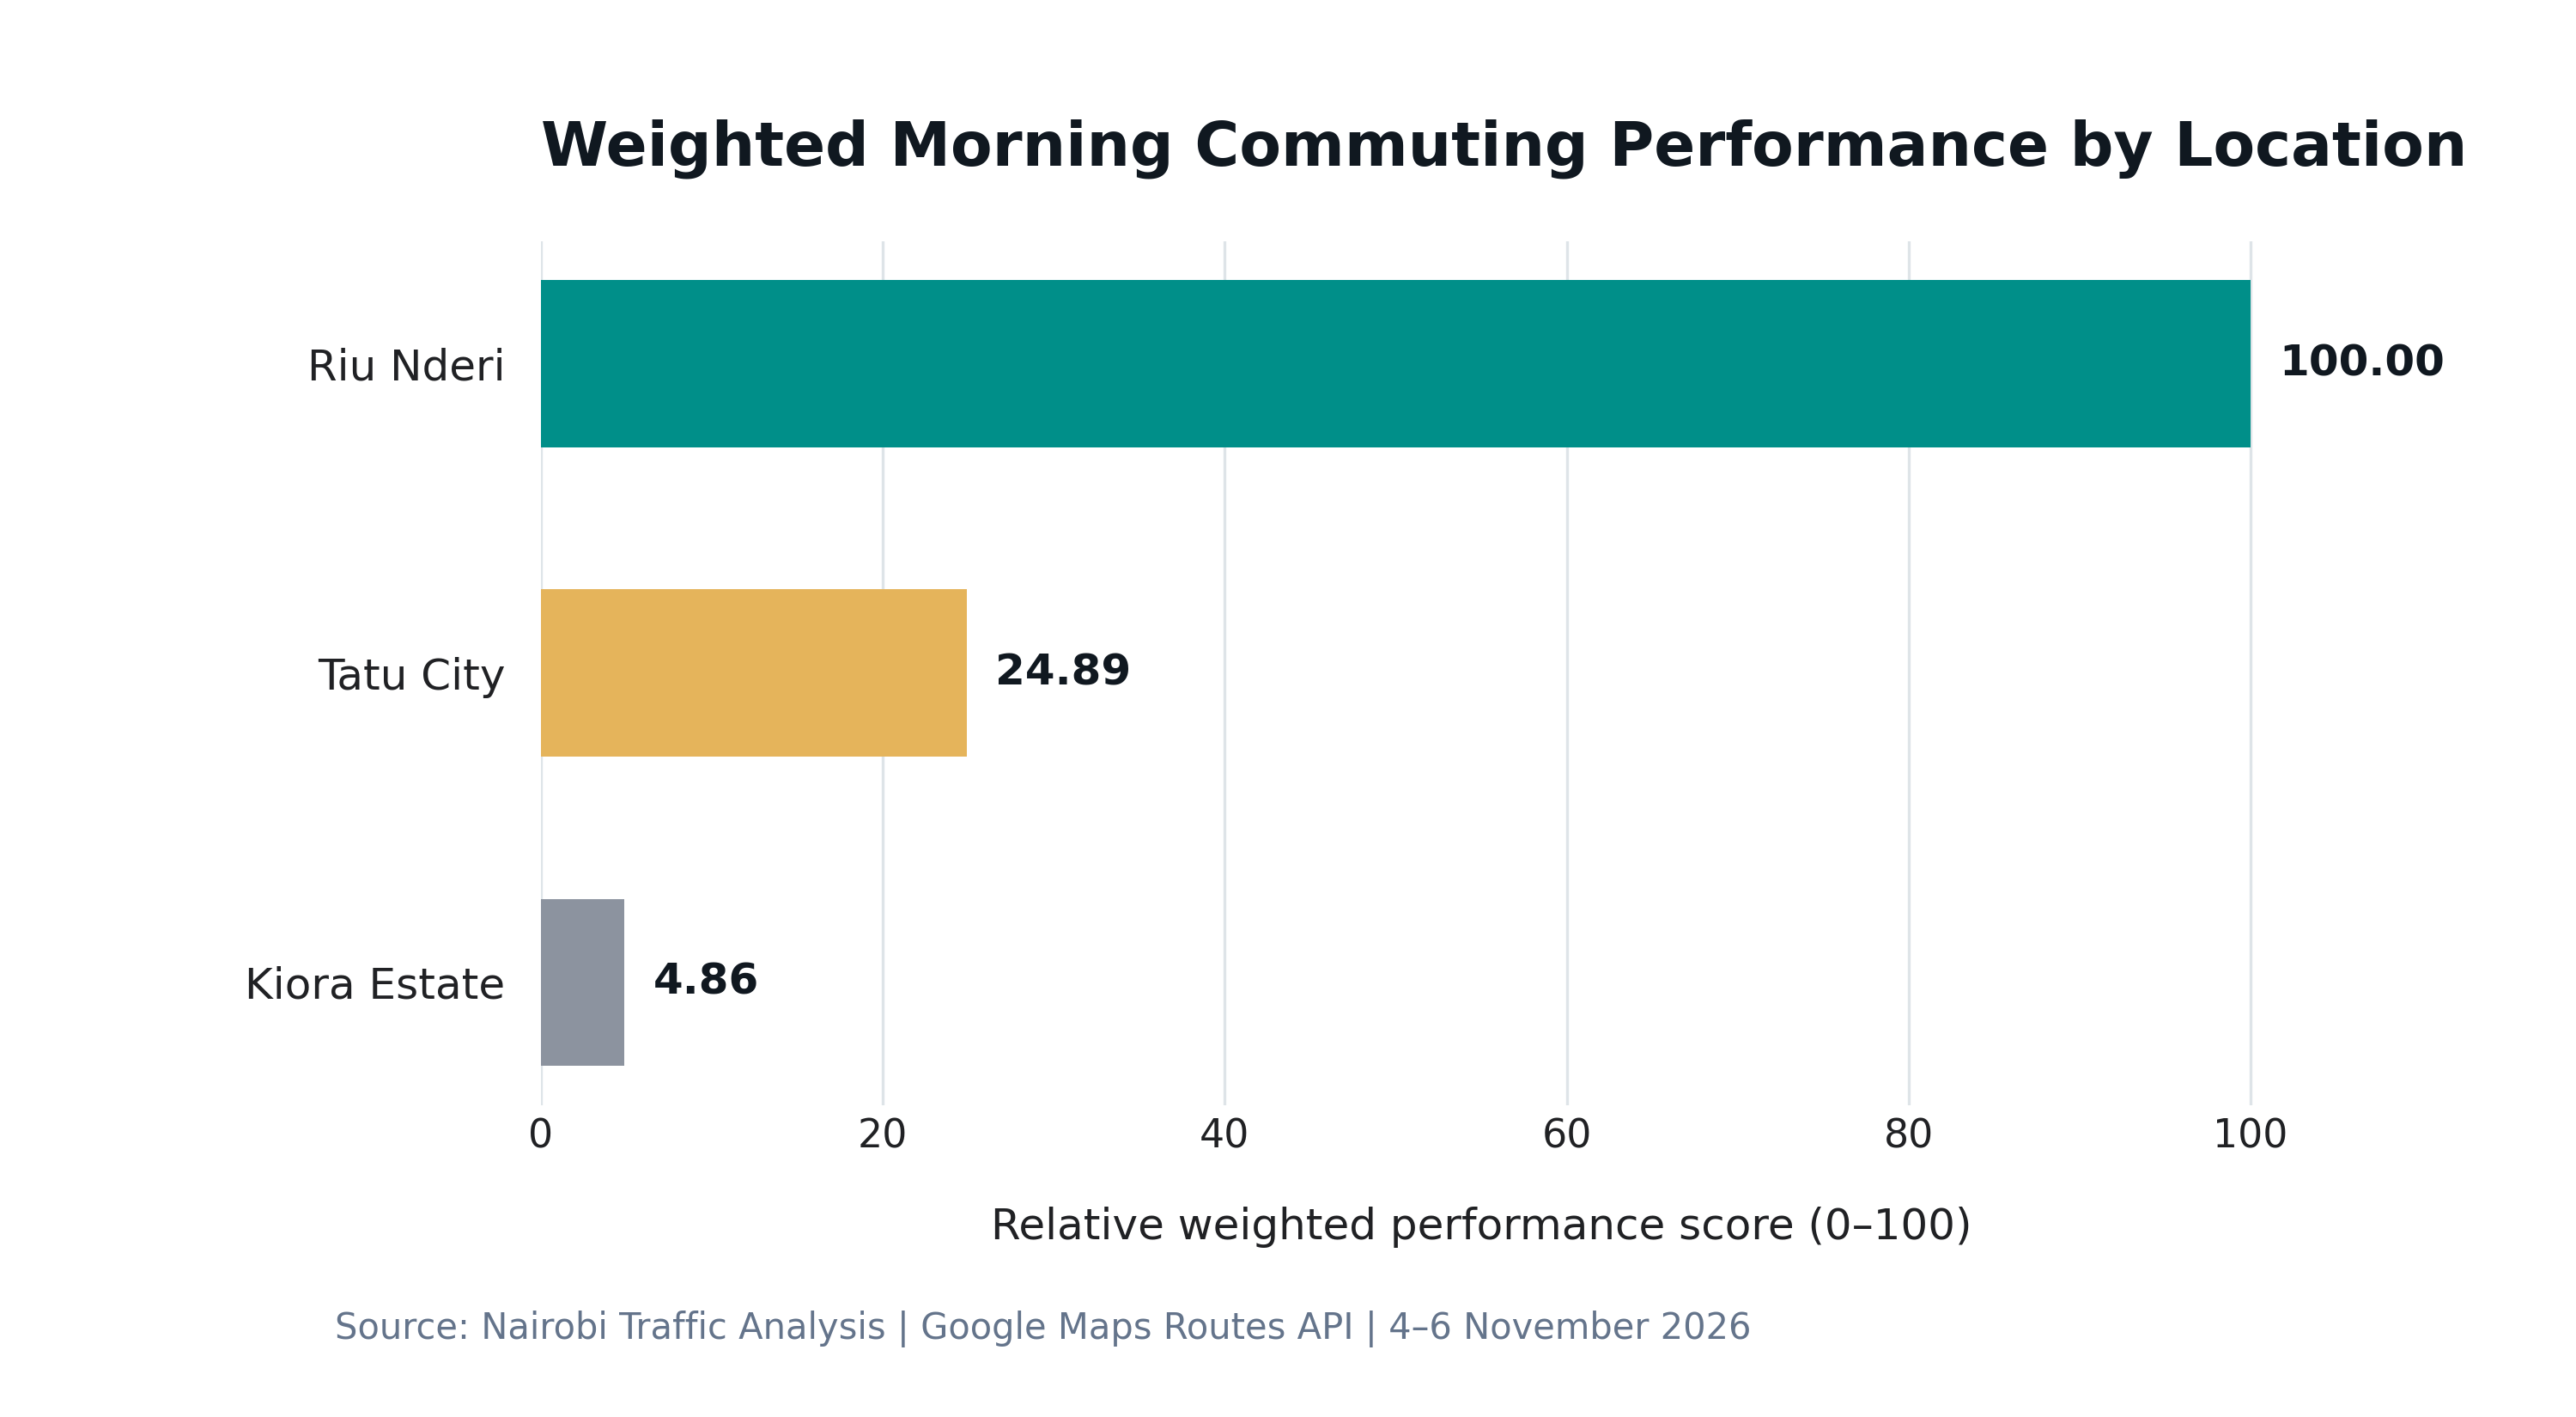 Weighted Morning Commuting Performance by Location
Riu Nderi
100.00
Tatu City
24.89
Kiora Estate
4.86
0 20 40 60 80 100
Relative weighted performance score (0–100)
Source: Nairobi Traffic Analysis | Google Maps Routes API | 4–6 November 2026